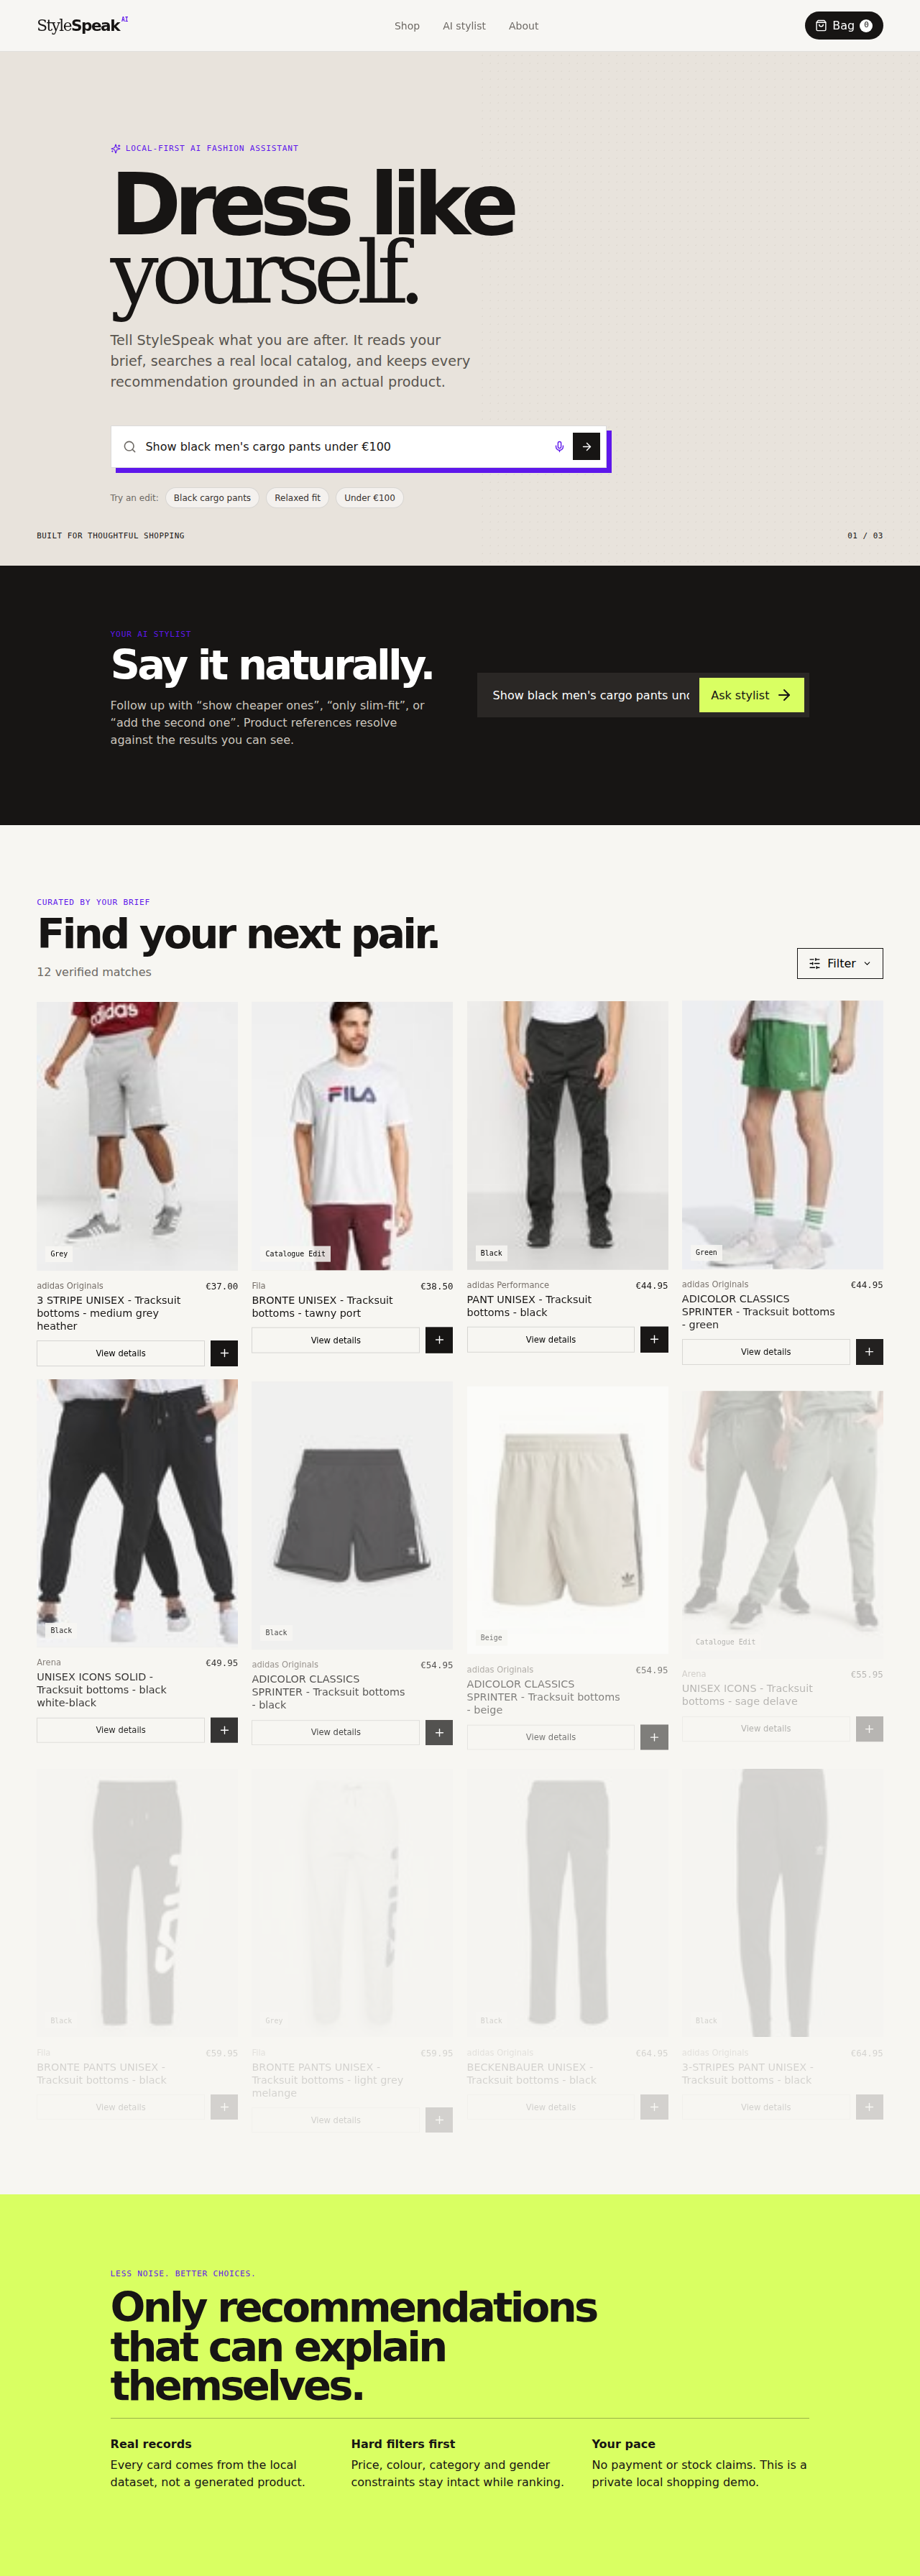 StyleSpeak AI
Shop
AI stylist
About
Bag 0
LOCAL-FIRST AI FASHION ASSISTANT
Dress like
yourself.
Tell StyleSpeak what you are after. It reads your
brief, searches a real local catalog, and keeps every
recommendation grounded in an actual product.
Show black men's cargo pants under €100
Try an edit:
Black cargo pants
Relaxed fit
Under €100
BUILT FOR THOUGHTFUL SHOPPING
01 / 03
YOUR AI STYLIST
Say it naturally.
Follow up with “show cheaper ones”, “only slim-fit”, or
“add the second one”. Product references resolve
against the results you can see.
Show black men's cargo pants und
Ask stylist
CURATED BY YOUR BRIEF
Find your next pair.
12 verified matches
Filter
adidas
Grey
adidas Originals
€37.00
3 STRIPE UNISEX - Tracksuit
bottoms - medium grey
heather
View details
FILA
Catalogue Edit
Fila
€38.50
BRONTE UNISEX - Tracksuit
bottoms - tawny port
View details
Black
adidas Performance
€44.95
PANT UNISEX - Tracksuit
bottoms - black
View details
Green
adidas Originals
€44.95
ADICOLOR CLASSICS
SPRINTER - Tracksuit bottoms
- green
View details
Black
Arena
€49.95
UNISEX ICONS SOLID -
Tracksuit bottoms - black
white-black
View details
Black
adidas Originals
€54.95
ADICOLOR CLASSICS
SPRINTER - Tracksuit bottoms
- black
View details
Beige
adidas Originals
€54.95
ADICOLOR CLASSICS
SPRINTER - Tracksuit bottoms
- beige
View details
Catalogue Edit
Arena
€55.95
UNISEX ICONS - Tracksuit
bottoms - sage delave
View details
Black
Fila
€59.95
BRONTE PANTS UNISEX -
Tracksuit bottoms - black
View details
Grey
Fila
€59.95
BRONTE PANTS UNISEX -
Tracksuit bottoms - light grey
melange
View details
Black
adidas Originals
€64.95
BECKENBAUER UNISEX -
Tracksuit bottoms - black
View details
Black
adidas Originals
€64.95
3-STRIPES PANT UNISEX -
Tracksuit bottoms - black
View details
LESS NOISE. BETTER CHOICES.
Only recommendations
that can explain
themselves.
Real records
Every card comes from the local
dataset, not a generated product.
Hard filters first
Price, colour, category and gender
constraints stay intact while ranking.
Your pace
No payment or stock claims. This is a
private local shopping demo.